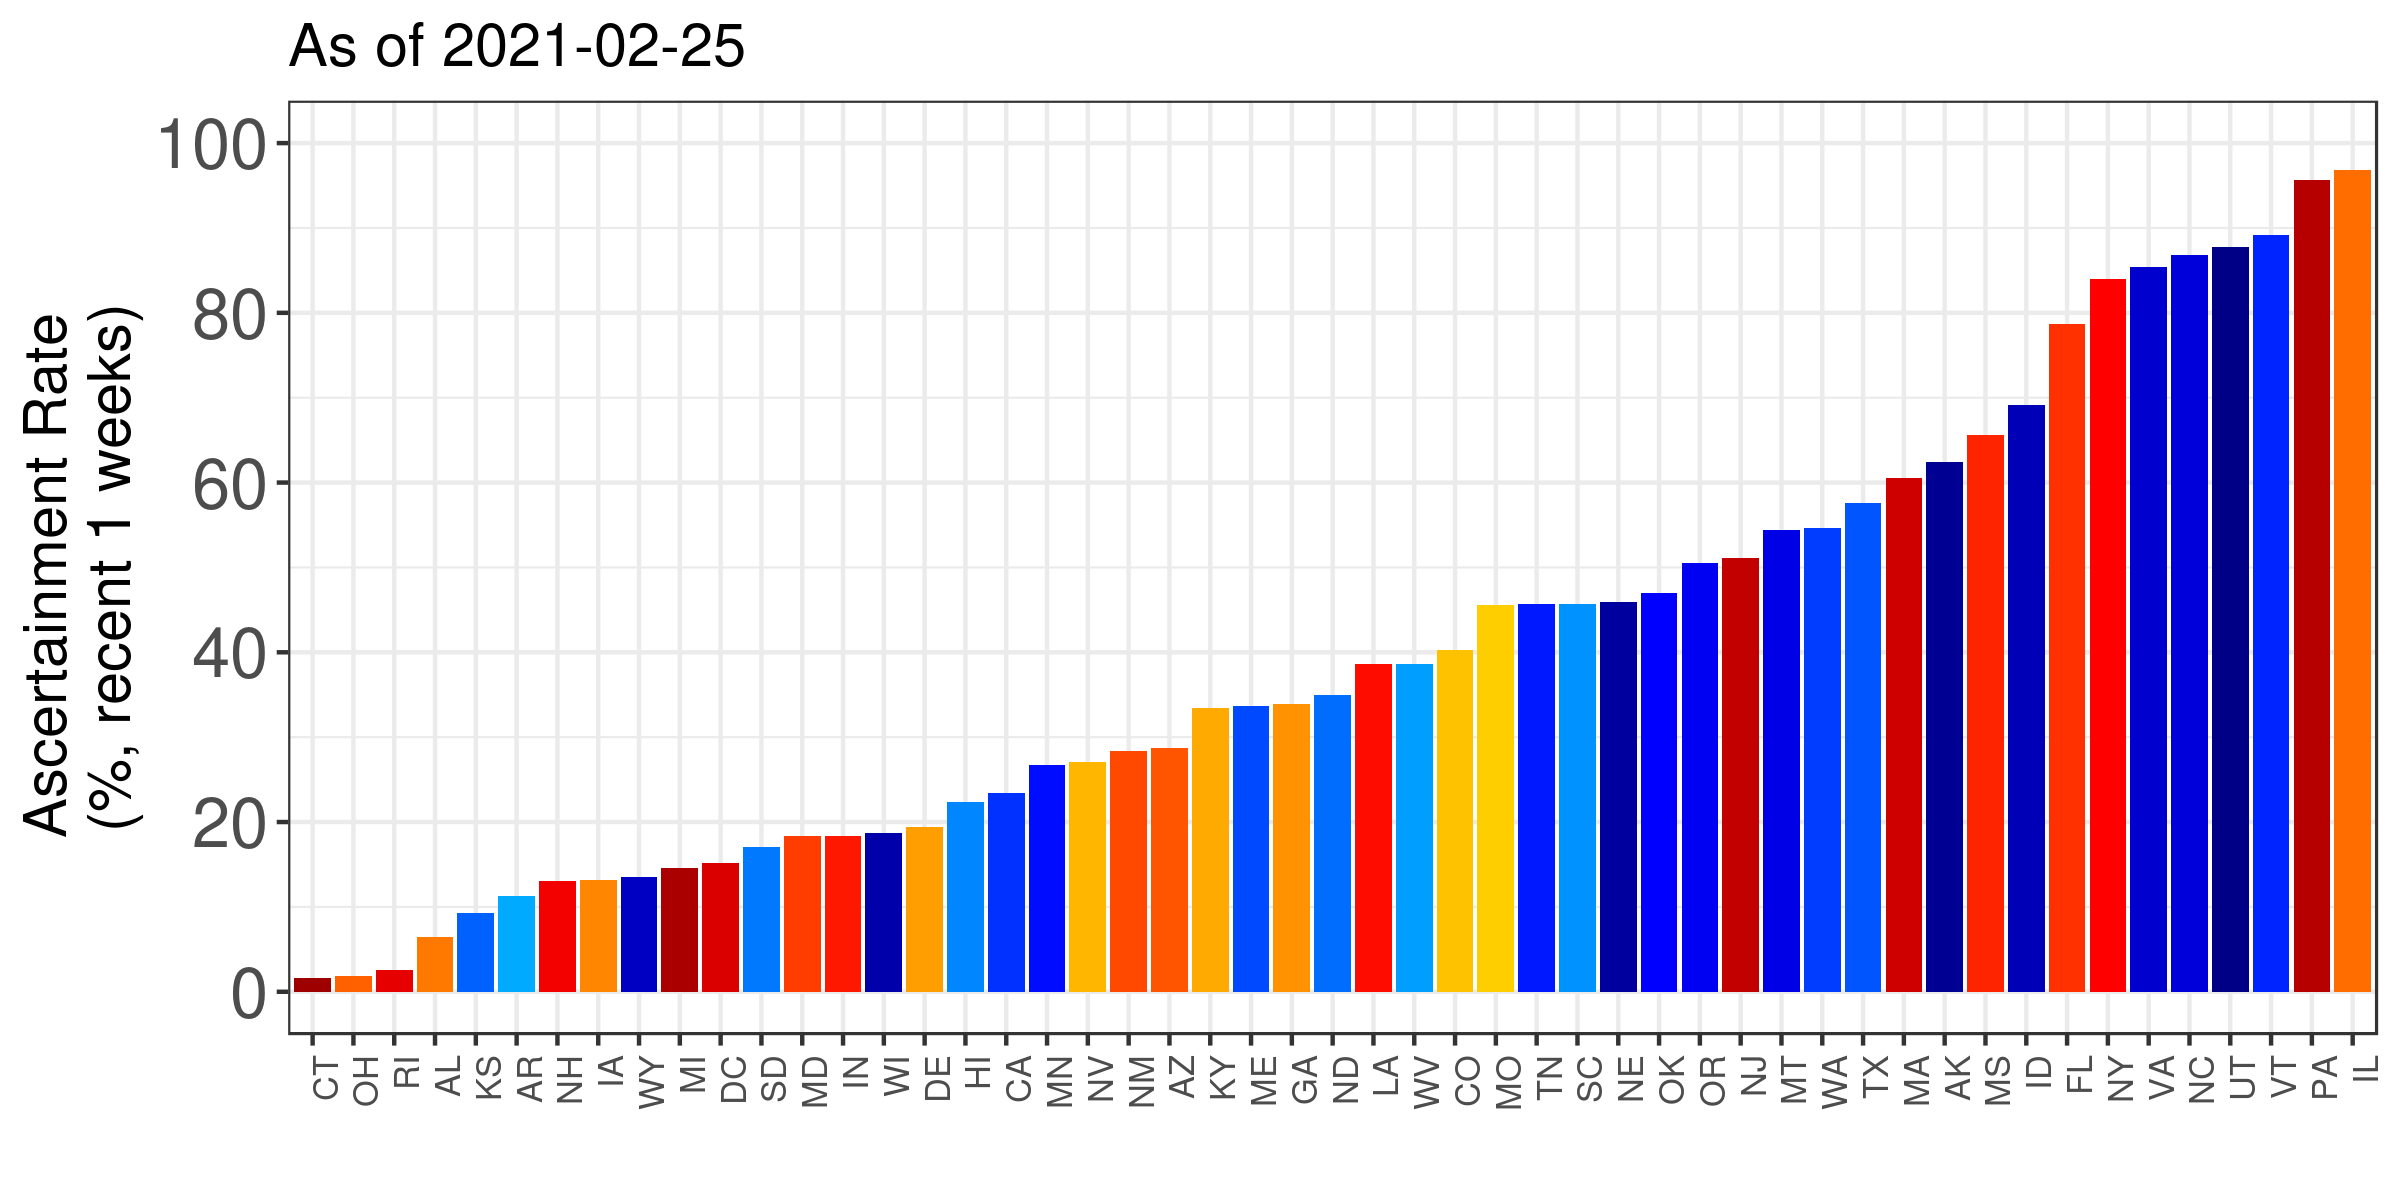 As of 2021-02-25
Ascertainment Rate
(%, recent 1 weeks)
100
80
60
40
20
0
CT OH RI AL KS AR NH IA WY MI DC SD MD IN WI DE HI CA MN NV NM AZ KY ME GA ND LA WV CO MO TN SC NE OK OR NJ MT WA TX MA AK MS ID FL NY VA NC UT VT PA IL